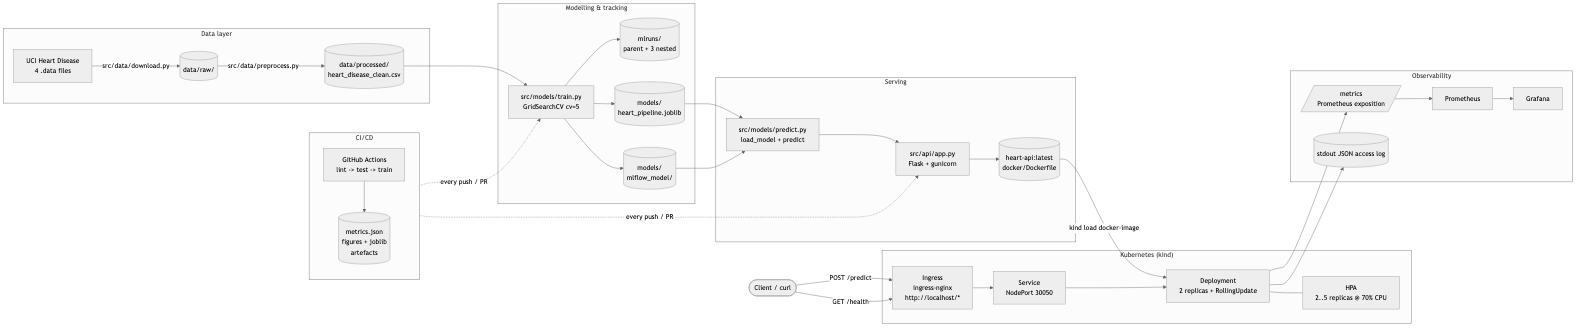 Data layer
UCI Heart Disease
4 .data files
src/data/download.py
data/raw/
src/data/preprocess.py
data/processed/
heart_disease_clean.csv
Modelling & tracking
mlruns/
parent + 3 nested
src/models/train.py
GridSearchCV cv=5
models/
heart_pipeline.joblib
models/
mlflow_model/
CI/CD
GitHub Actions
lint -> test -> train
metrics.json
figures + joblib
artefacts
every push / PR
every push / PR
Serving
src/models/predict.py
load_model + predict
src/api/app.py
Flask + gunicorn
heart-api:latest
docker/Dockerfile
kind load docker-image
Observability
metrics
Prometheus exposition
Prometheus
Grafana
stdout JSON access log
Kubernetes (kind)
Client / curl
POST /predict
GET /health
Ingress
ingress-nginx
http://localhost/*
Service
NodePort 30050
Deployment
2 replicas + RollingUpdate
HPA
2..5 replicas @ 70% CPU